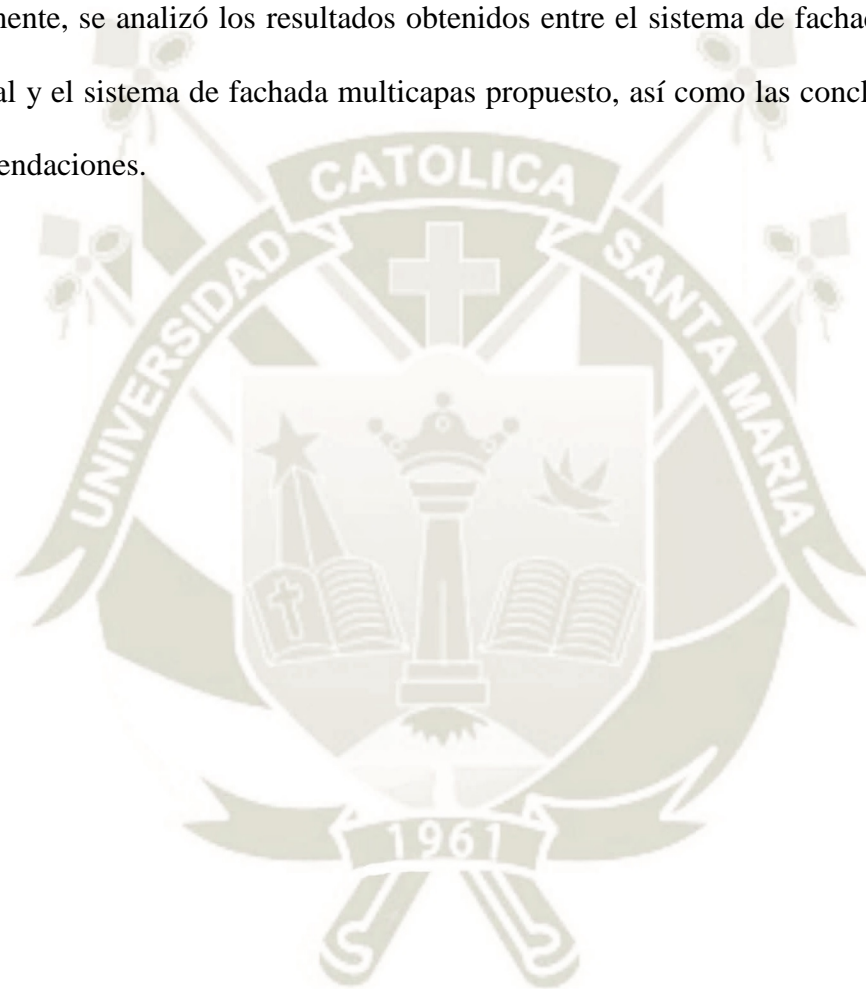 mente, se analizó los resultados obtenidos entre el sistema de fachad
al y el sistema de fachada multicapas propuesto, así como las concl
endaciones.
CATOLICA
UNIVERSIDAD
SANTA MARIA
1961